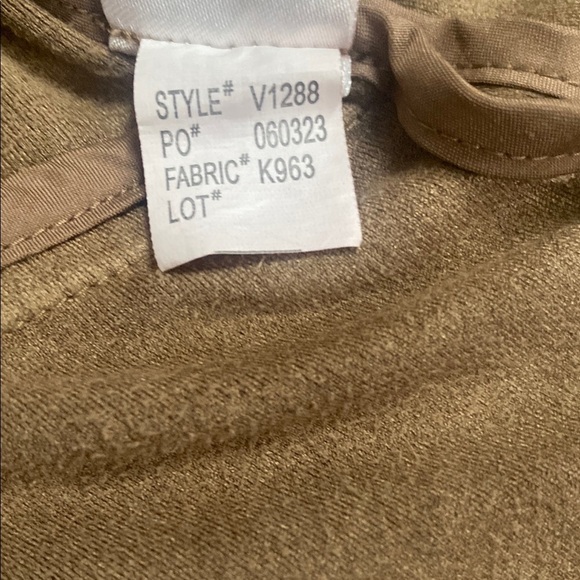 STYLE# V1288
PO# 060323
FABRIC# K963
LOT#